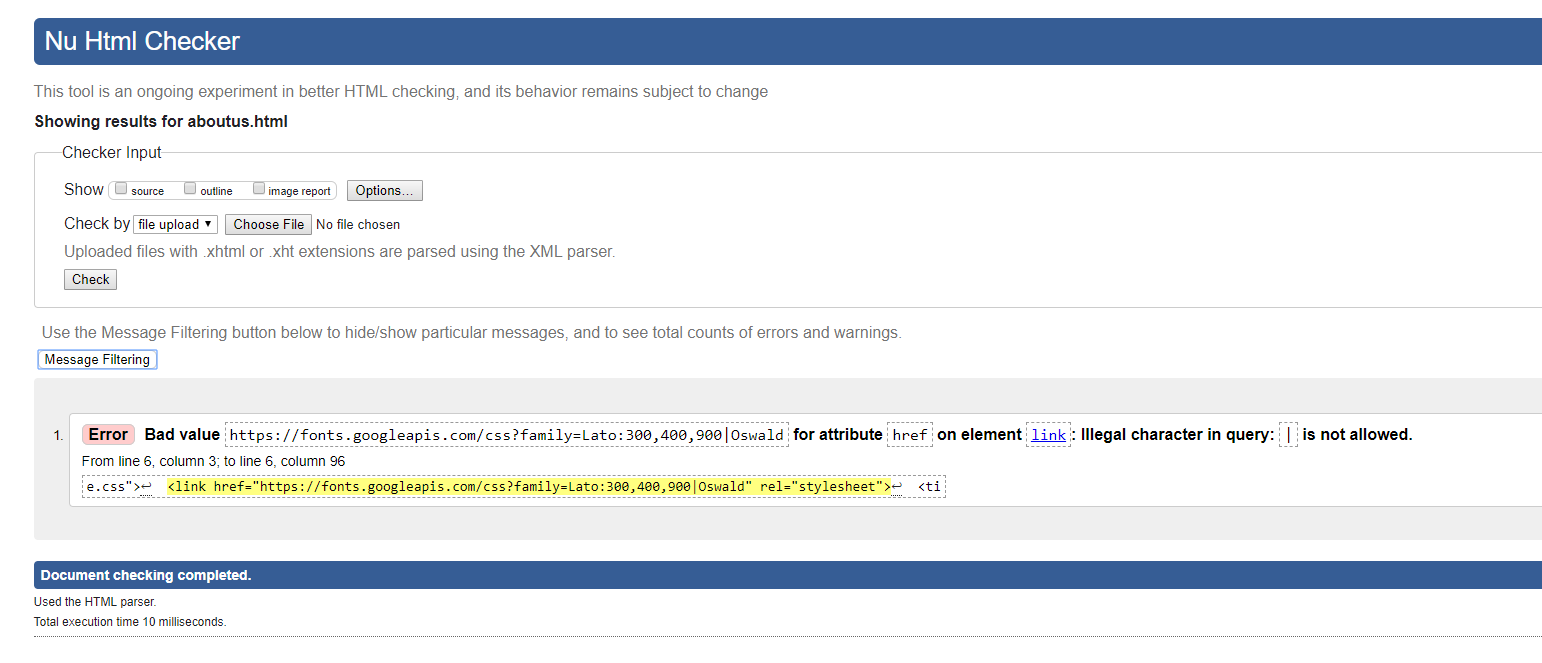 Nu Html Checker
This tool is an ongoing experiment in better HTML checking, and its behavior remains subject to change
Showing results for aboutus.html
Checker Input
Show source outline image report Options...
Check by file upload ▼ Choose File No file chosen
Uploaded files with .xhtml or .xht extensions are parsed using the XML parser.
Check
Use the Message Filtering button below to hide/show particular messages, and to see total counts of errors and warnings.
Message Filtering
1. Error Bad value https://fonts.googleapis.com/css?family=Lato:300,400,900|Oswald for attribute href on element link: Illegal character in query: | is not allowed.
From line 6, column 3; to line 6, column 96
e.css">↩ <link href="https://fonts.googleapis.com/css?family=Lato:300,400,900|Oswald" rel="stylesheet">↩ <ti
Document checking completed.
Used the HTML parser.
Total execution time 10 milliseconds.